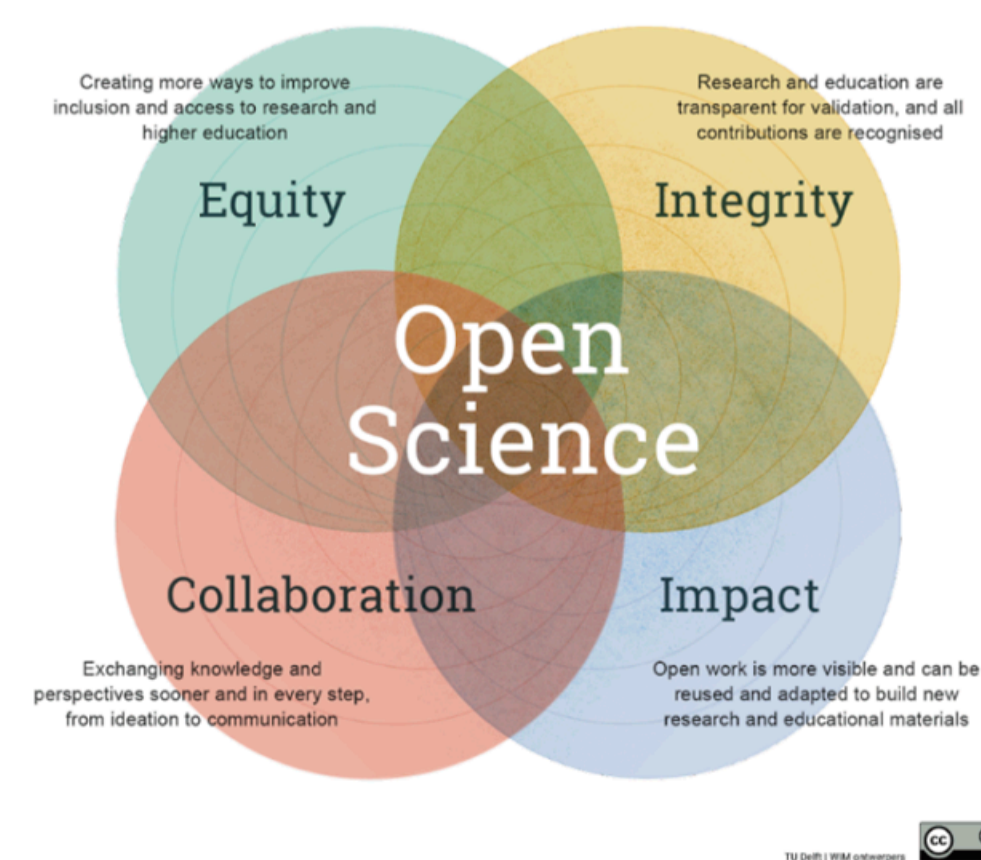 Creating more ways to improve
inclusion and access to research and
higher education
Equity
Research and education are
transparent for validation, and all
contributions are recognised
Integrity
Open
Science
Collaboration
Exchanging knowledge and
perspectives sooner and in every step,
from ideation to communication
Impact
Open work is more visible and can be
reused and adapted to build new
research and educational materials
TU Delft | WIM ontwerpers
cc